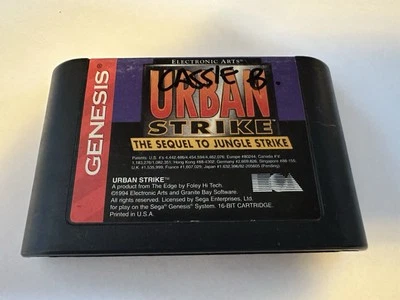 GENESIS
ELECTRONIC ARTS
CASSIE B.
URBAN
STRIKE™
THE SEQUEL TO JUNGLE STRIKE
URBAN STRIKE™
A product from The Edge by Foley Hi Tech.
©1994 Electronic Arts and Granite Bay Software.
All rights reserved. Licensed by Sega Enterprises, Ltd.
for play on the Sega™ Genesis™ System. 16-BIT CARTRIDGE.
Printed in U.S.A.